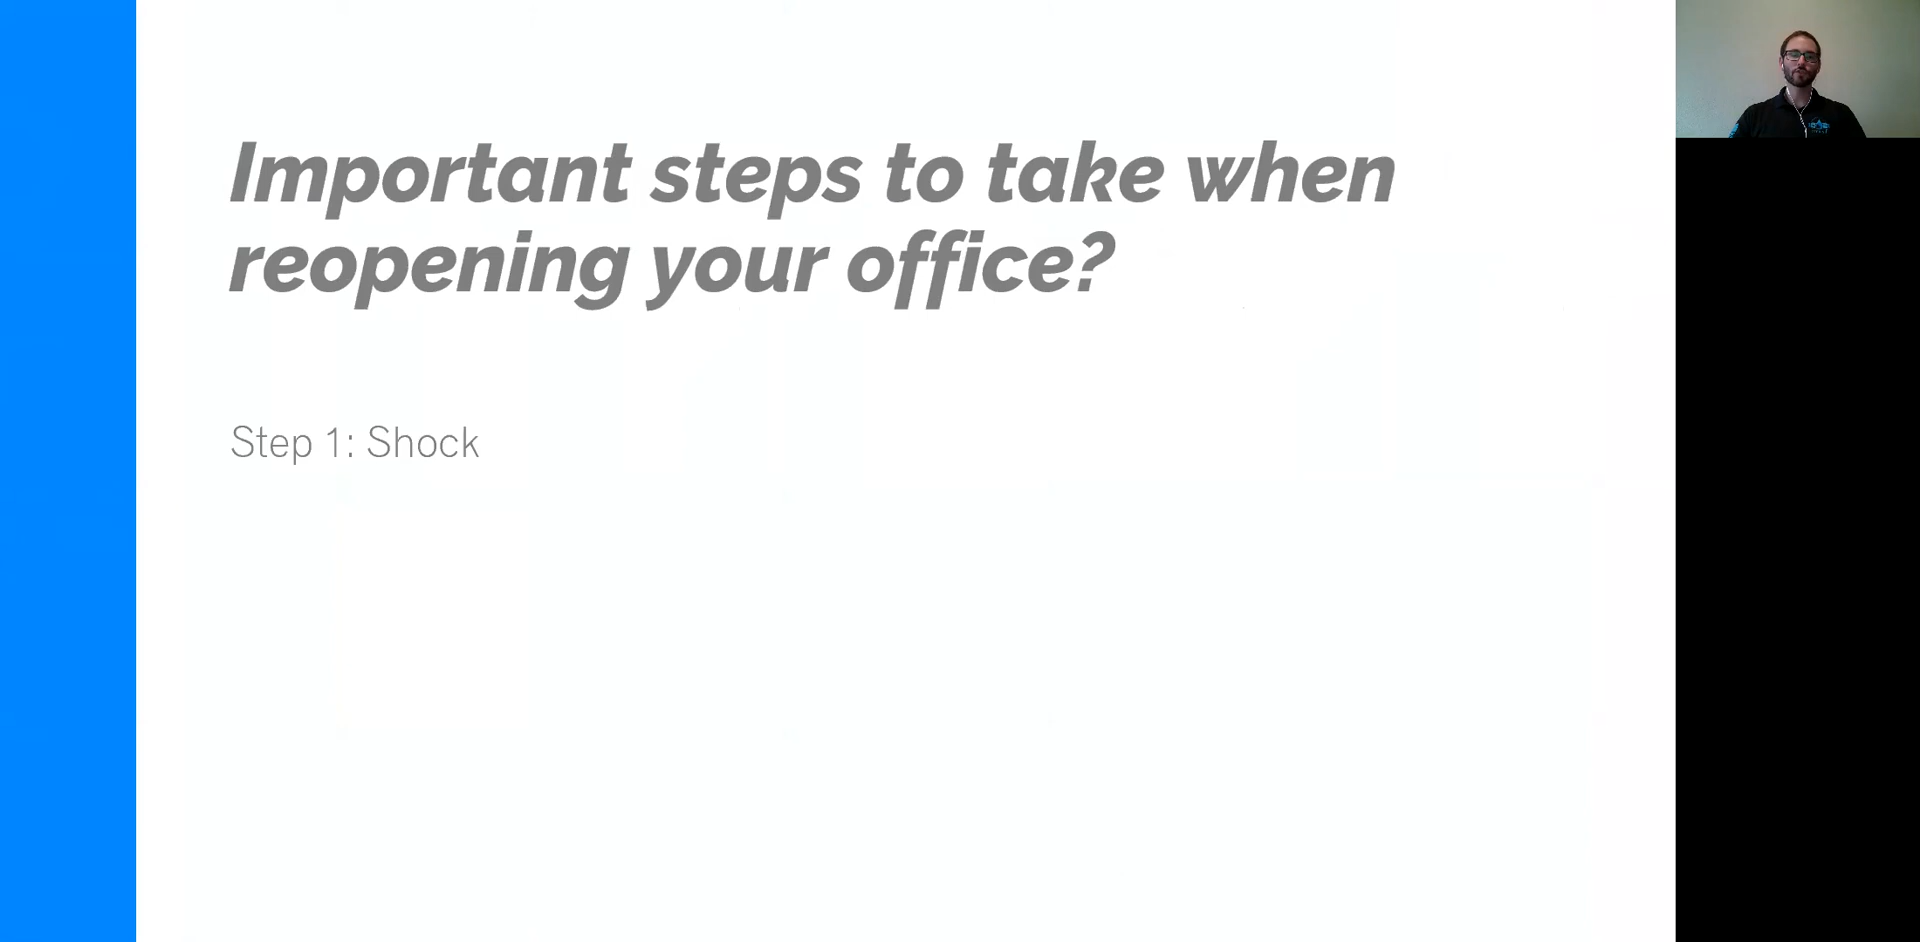 Important steps to take when
reopening your office?
Step 1: Shock